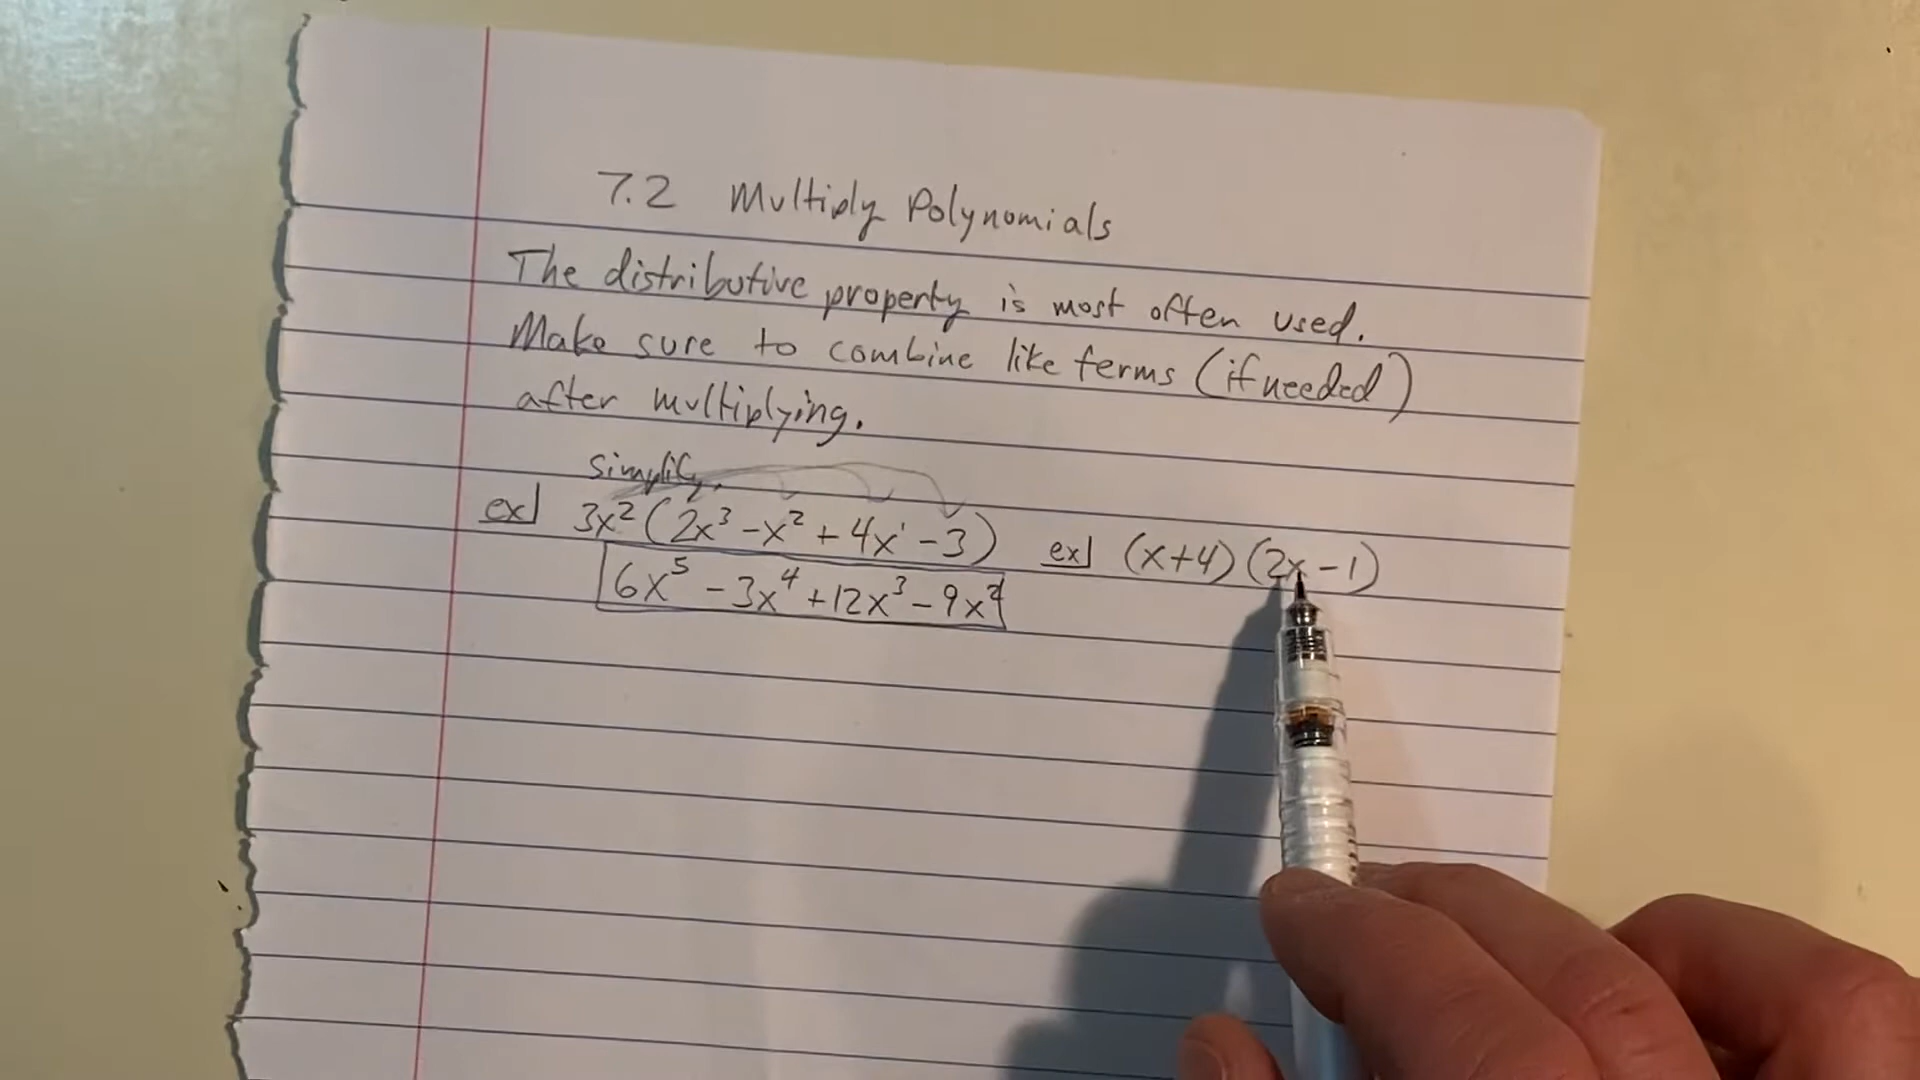 7.2 Multiply Polynomials
The distributive property is most often used.
Make sure to combine like terms (if needed)
after multiplying.
simplify.
ex] 3x²(2x³-x²+4x¹-3) ex] (x+4)(2x-1)
6x⁵-3x⁴+12x³-9x²